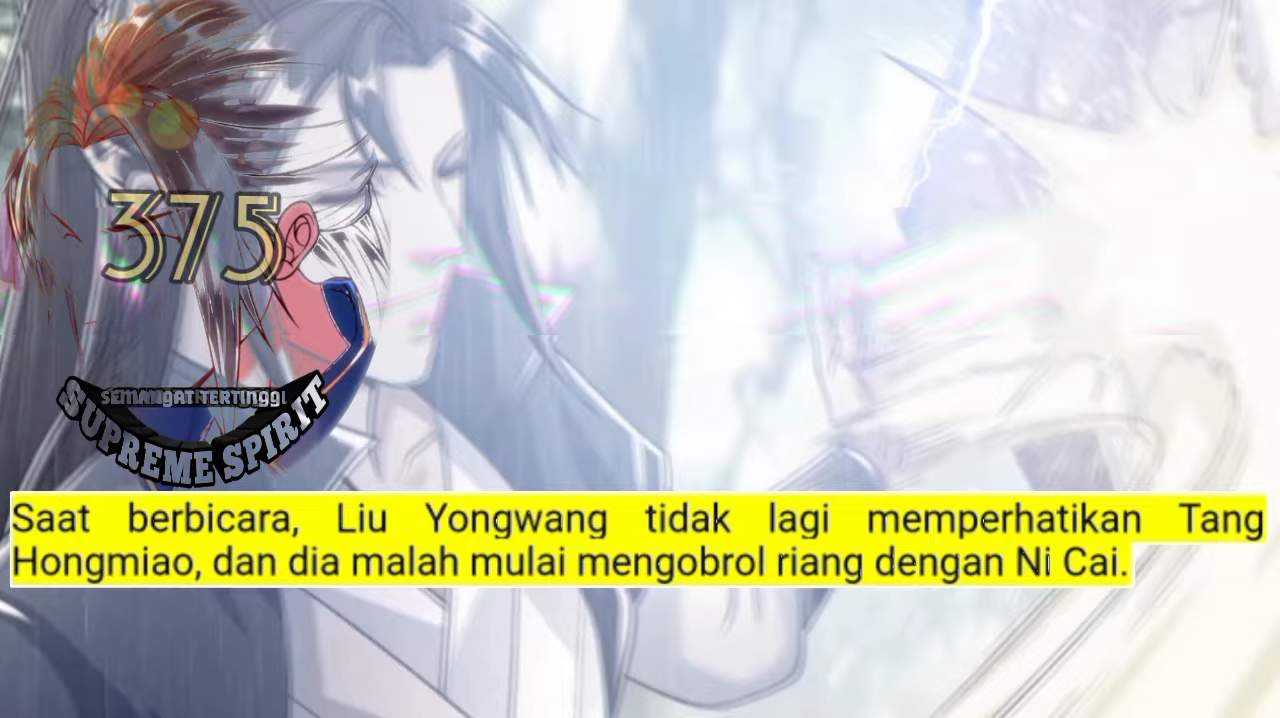 375
SEMANGAT TERTINGGI
SUPREME SPIRIT
Saat berbicara, Liu Yongwang tidak lagi memperhatikan Tang
Hongmiao, dan dia malah mulai mengobrol riang dengan Ni Cai.